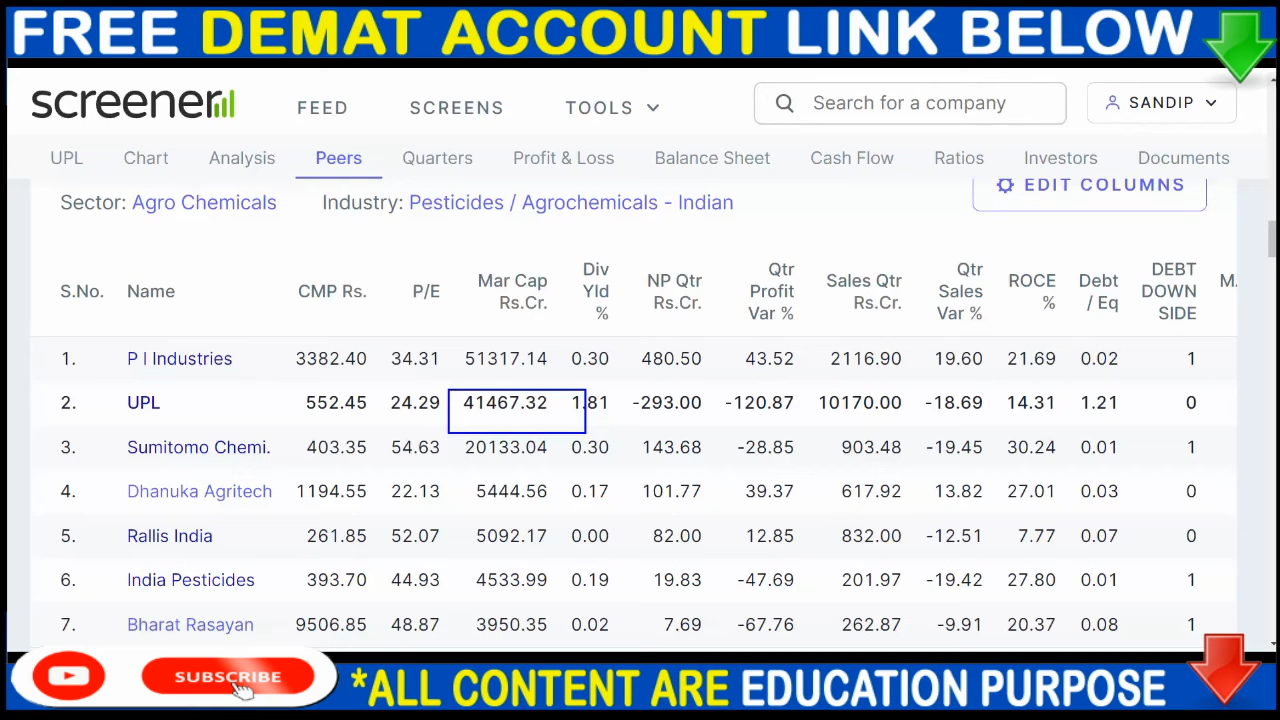 FREE DEMAT ACCOUNT LINK BELOW
screener FEED SCREENS TOOLS Search for a company SANDIP
UPL Chart Analysis Peers Quarters Profit & Loss Balance Sheet Cash Flow Ratios Investors Documents
Sector: Agro Chemicals Industry: Pesticides / Agrochemicals - Indian EDIT COLUMNS
S.No. Name CMP Rs. P/E Mar Cap Rs.Cr. Div Yld % NP Qtr Rs.Cr. Qtr Profit Var % Sales Qtr Rs.Cr. Qtr Sales Var % ROCE % Debt / Eq DEBT DOWN SIDE
1. P I Industries 3382.40 34.31 51317.14 0.30 480.50 43.52 2116.90 19.60 21.69 0.02 1
2. UPL 552.45 24.29 41467.32 1.81 -293.00 -120.87 10170.00 -18.69 14.31 1.21 0
3. Sumitomo Chemi. 403.35 54.63 20133.04 0.30 143.68 -28.85 903.48 -19.45 30.24 0.01 1
4. Dhanuka Agritech 1194.55 22.13 5444.56 0.17 101.77 39.37 617.92 13.82 27.01 0.03 0
5. Rallis India 261.85 52.07 5092.17 0.00 82.00 12.85 832.00 -12.51 7.77 0.07 0
6. India Pesticides 393.70 44.93 4533.99 0.19 19.83 -47.69 201.97 -19.42 27.80 0.01 1
7. Bharat Rasayan 9506.85 48.87 3950.35 0.02 7.69 -67.76 262.87 -9.91 20.37 0.08 1
SUBSCRIBE
*ALL CONTENT ARE EDUCATION PURPOSE